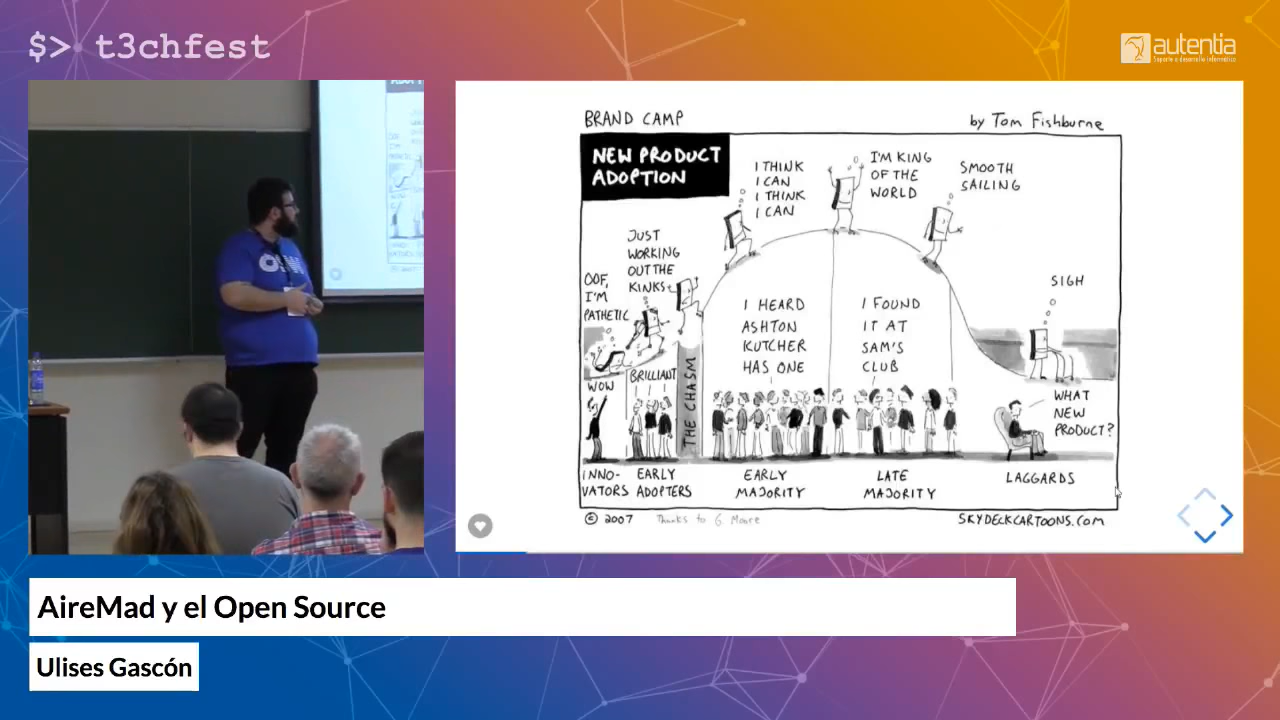 $> t3chfest
autentia
Soporte a desarrollo informático
BRAND CAMP
by Tom Fishburne
NEW PRODUCT
ADOPTION
I THINK
I CAN
I THINK
I CAN
I'M KING
OF THE
WORLD
SMOOTH
SAILING
JUST
WORKING
OUT THE
KINKS
OOF,
I'M
PATHETIC
SIGH
I HEARD
ASHTON
KUTCHER
HAS ONE
I FOUND
IT AT
SAM'S
CLUB
WOW
BRILLIANT
THE CHASM
WHAT
NEW
PRODUCT?
INNO-
VATORS
EARLY
ADOPTERS
EARLY
MAJORITY
LATE
MAJORITY
LAGGARDS
© 2007
Thanks to G. Moore
SKYDECKCARTOONS.COM
AireMad y el Open Source
Ulises Gascón